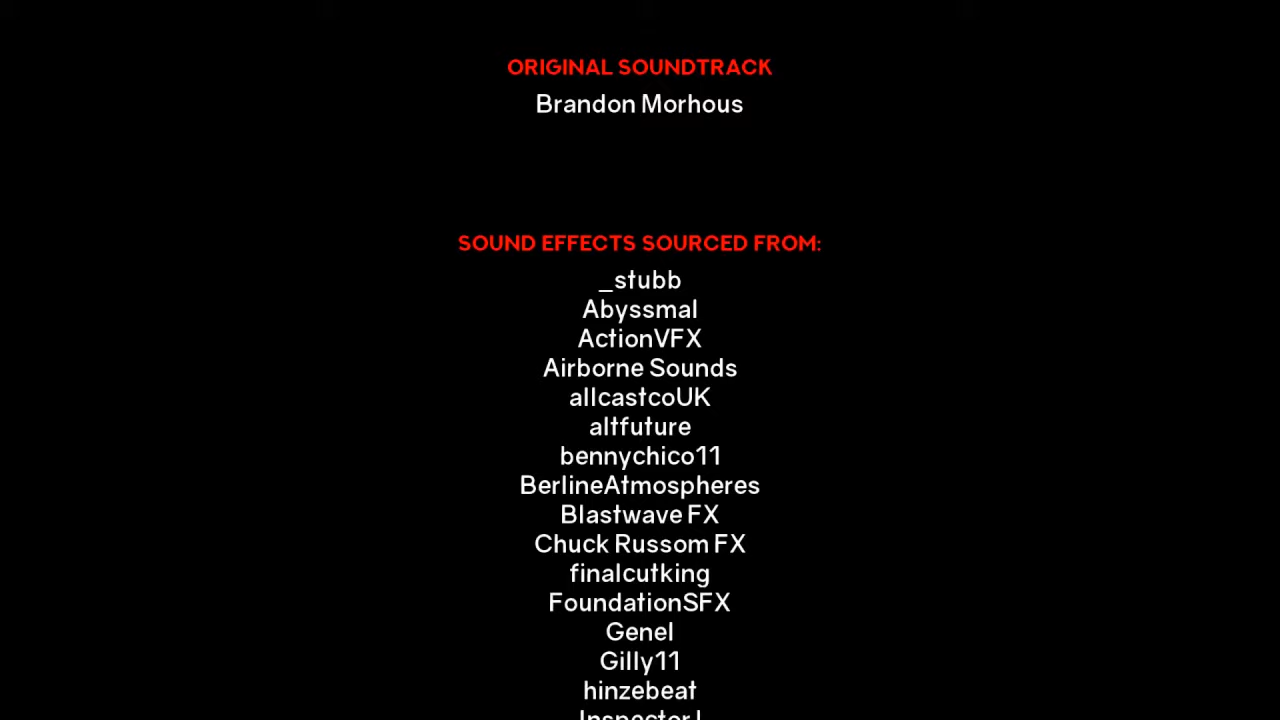 ORIGINAL SOUNDTRACK
Brandon Morhous
SOUND EFFECTS SOURCED FROM:
_stubb
Abyssmal
ActionVFX
Airborne Sounds
allcastcoUK
altfuture
bennychico11
BerlineAtmospheres
Blastwave FX
Chuck Russom FX
finalcutking
FoundationSFX
Genel
Gilly11
hinzebeat
InspectorJ